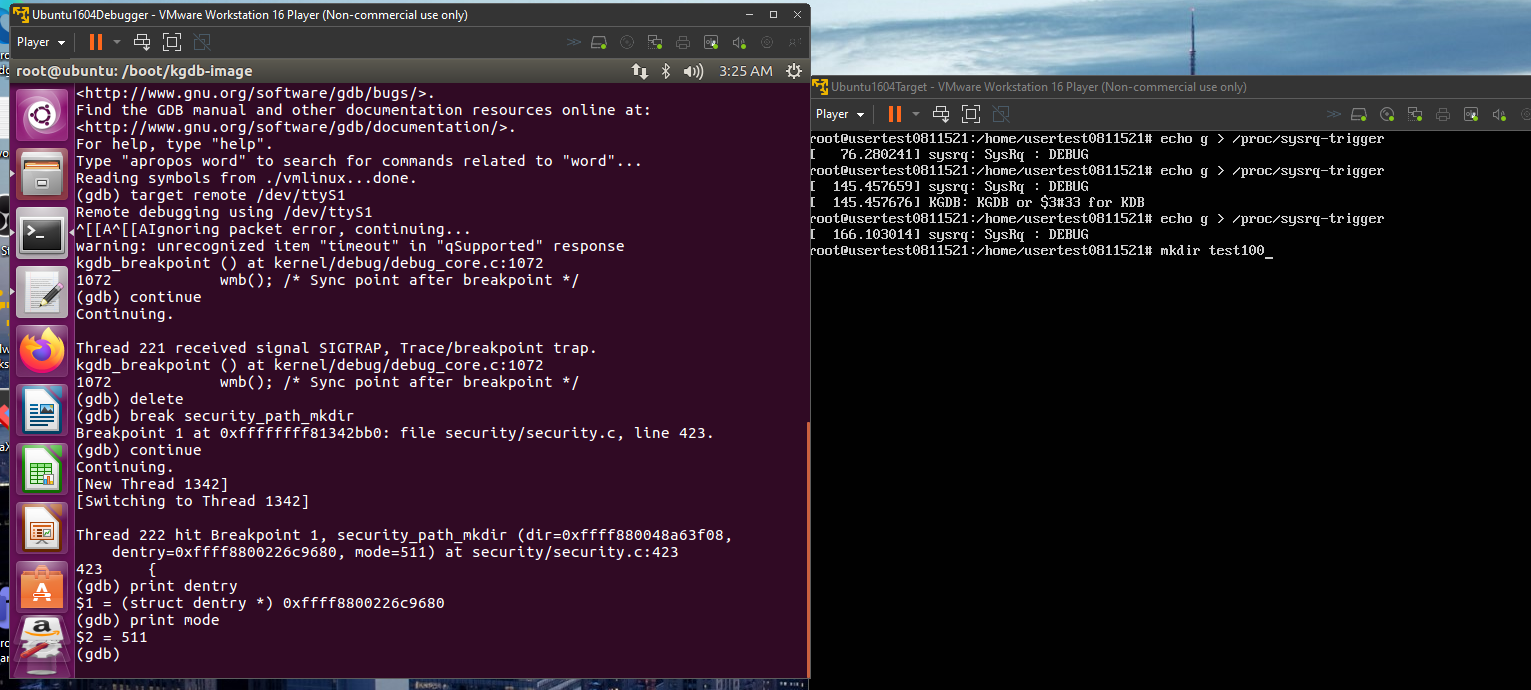 Ubuntu1604Debugger - VMware Workstation 16 Player (Non-commercial use only)
Player
root@ubuntu: /boot/kgdb-image
3:25 AM
<http://www.gnu.org/software/gdb/bugs/>.
Find the GDB manual and other documentation resources online at:
<http://www.gnu.org/software/gdb/documentation/>.
For help, type "help".
Type "apropos word" to search for commands related to "word"...
Reading symbols from ./vmlinux...done.
(gdb) target remote /dev/ttyS1
Remote debugging using /dev/ttyS1
^[[A^[[AIgnoring packet error, continuing...
warning: unrecognized item "timeout" in "qSupported" response
kgdb_breakpoint () at kernel/debug/debug_core.c:1072
1072 wmb(); /* Sync point after breakpoint */
(gdb) continue
Continuing.
Thread 221 received signal SIGTRAP, Trace/breakpoint trap.
kgdb_breakpoint () at kernel/debug/debug_core.c:1072
1072 wmb(); /* Sync point after breakpoint */
(gdb) delete
(gdb) break security_path_mkdir
Breakpoint 1 at 0xffffffff81342bb0: file security/security.c, line 423.
(gdb) continue
Continuing.
[New Thread 1342]
[Switching to Thread 1342]
Thread 222 hit Breakpoint 1, security_path_mkdir (dir=0xffff880048a63f08,
dentry=0xffff8800226c9680, mode=511) at security/security.c:423
423 {
(gdb) print dentry
$1 = (struct dentry *) 0xffff8800226c9680
(gdb) print mode
$2 = 511
(gdb)
Ubuntu1604Target - VMware Workstation 16 Player (Non-commercial use only)
Player
root@usertest0811521:/home/usertest0811521# echo g > /proc/sysrq-trigger
[ 76.280241] sysrq: SysRq : DEBUG
root@usertest0811521:/home/usertest0811521# echo g > /proc/sysrq-trigger
[ 145.457659] sysrq: SysRq : DEBUG
[ 145.457676] KGDB: KGDB or $3#33 for KDB
root@usertest0811521:/home/usertest0811521# echo g > /proc/sysrq-trigger
[ 166.103014] sysrq: SysRq : DEBUG
root@usertest0811521:/home/usertest0811521# mkdir test100_